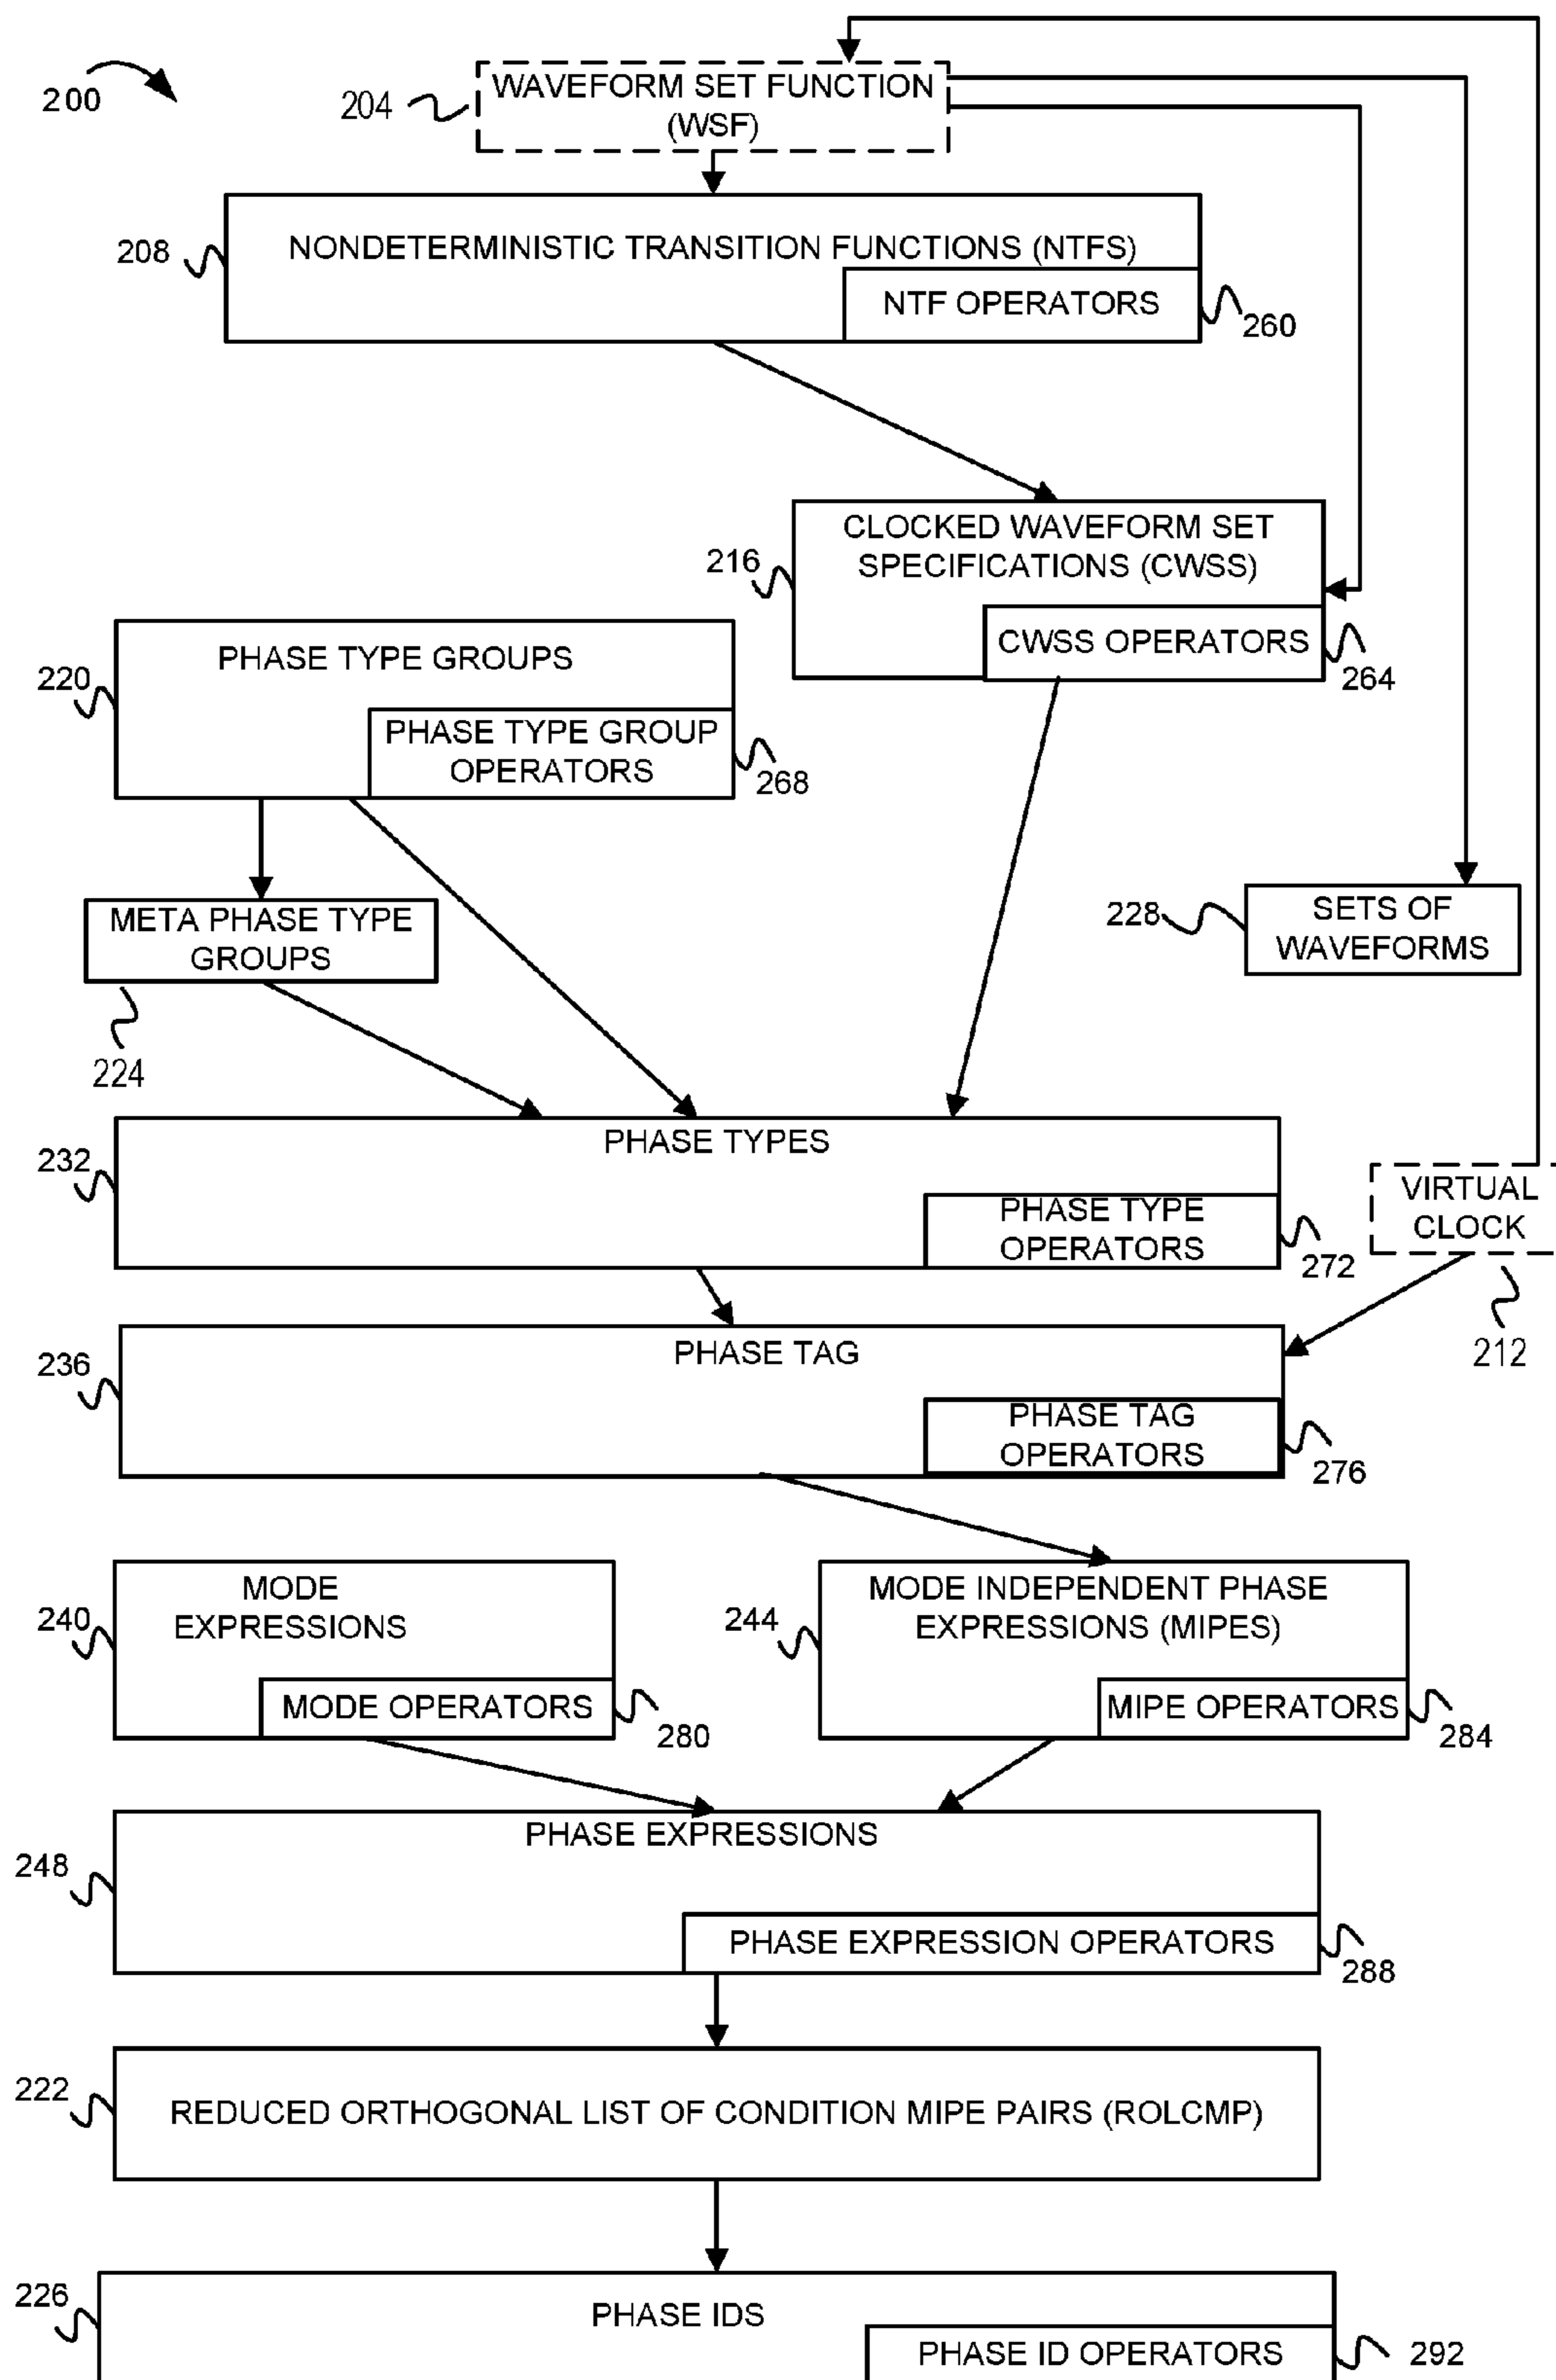 200
204
WAVEFORM SET FUNCTION
(WSF)
208
NONDETERMINISTIC TRANSITION FUNCTIONS (NTFS)
NTF OPERATORS
260
216
CLOCKED WAVEFORM SET
SPECIFICATIONS (CWSS)
CWSS OPERATORS
264
220
PHASE TYPE GROUPS
PHASE TYPE GROUP
OPERATORS
268
META PHASE TYPE
GROUPS
224
228
SETS OF
WAVEFORMS
232
PHASE TYPES
PHASE TYPE
OPERATORS
272
VIRTUAL
CLOCK
212
236
PHASE TAG
PHASE TAG
OPERATORS
276
240
MODE
EXPRESSIONS
MODE OPERATORS
280
244
MODE INDEPENDENT PHASE
EXPRESSIONS (MIPES)
MIPE OPERATORS
284
248
PHASE EXPRESSIONS
PHASE EXPRESSION OPERATORS
288
222
REDUCED ORTHOGONAL LIST OF CONDITION MIPE PAIRS (ROLCMP)
226
PHASE IDS
PHASE ID OPERATORS
292